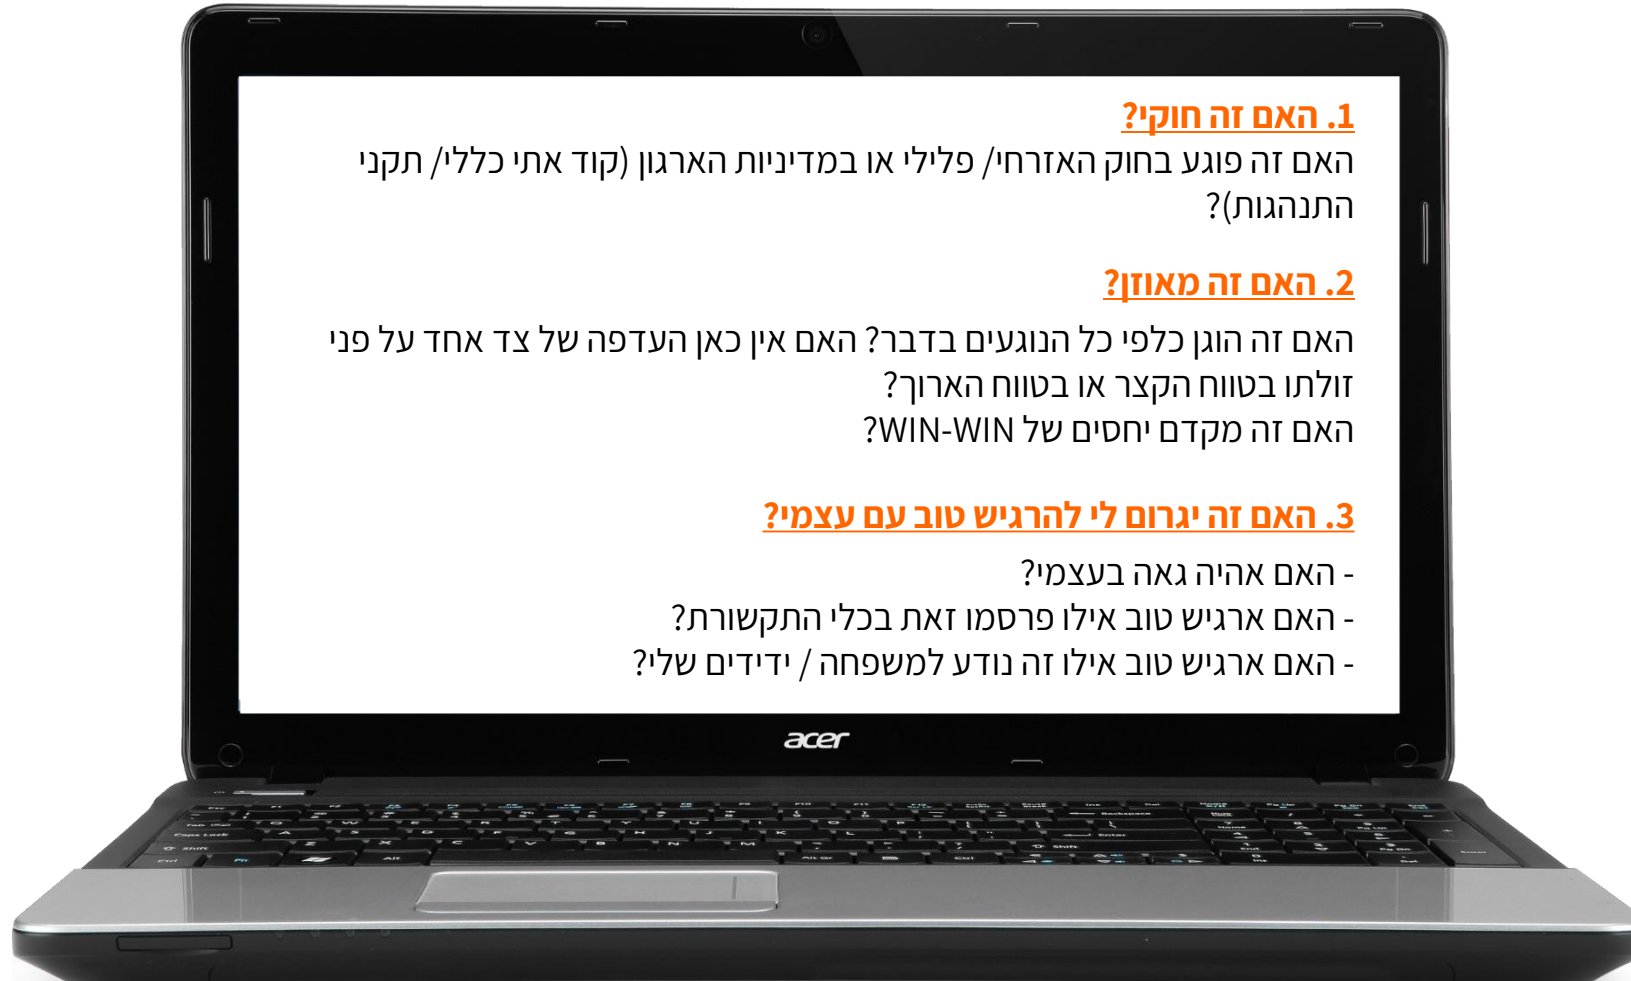 1. האם זה חוקי?
האם זה פוגע בחוק האזרחי/ פלילי או במדיניות הארגון (קוד אתי כללי/ תקני
התנהגות)?
2. האם זה מאוזן?
האם זה הוגן כלפי כל הנוגעים בדבר? האם אין כאן העדפה של צד אחד על פני
זולתו בטווח הקצר או בטווח הארוך?
האם זה מקדם יחסים של WIN-WIN?
3. האם זה יגרום לי להרגיש טוב עם עצמי?
- האם אהיה גאה בעצמי?
- האם ארגיש טוב אילו פרסמו זאת בכלי התקשורת?
- האם ארגיש טוב אילו זה נודע למשפחה / ידידים שלי?
acer